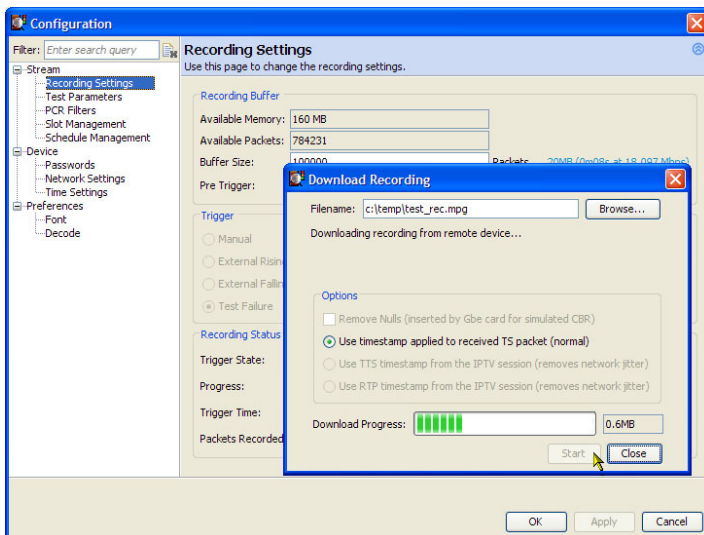 Configuration
Filter: Enter search query
Stream
Recording Settings
Test Parameters
PCR Filters
Slot Management
Schedule Management
Device
Passwords
Network Settings
Time Settings
Preferences
Font
Decode
Recording Settings
Use this page to change the recording settings.
Recording Buffer
Available Memory: 160 MB
Available Packets: 784231
Buffer Size: 100000 Packets 20MB (0m08s at 18.097 Mbps)
Pre Trigger:
Trigger
Manual
External Risin
External Fallin
Test Failure
Recording Status
Trigger State:
Progress:
Trigger Time:
Packets Recorded
Download Recording
Filename: c:\temp\test_rec.mpg Browse...
Downloading recording from remote device...
Options
Remove Nulls (inserted by Gbe card for simulated CBR)
Use timestamp applied to received TS packet (normal)
Use TTS timestamp from the IPTV session (removes network jitter)
Use RTP timestamp from the IPTV session (removes network jitter)
Download Progress: 0.6MB
Start Close
OK Apply Cancel